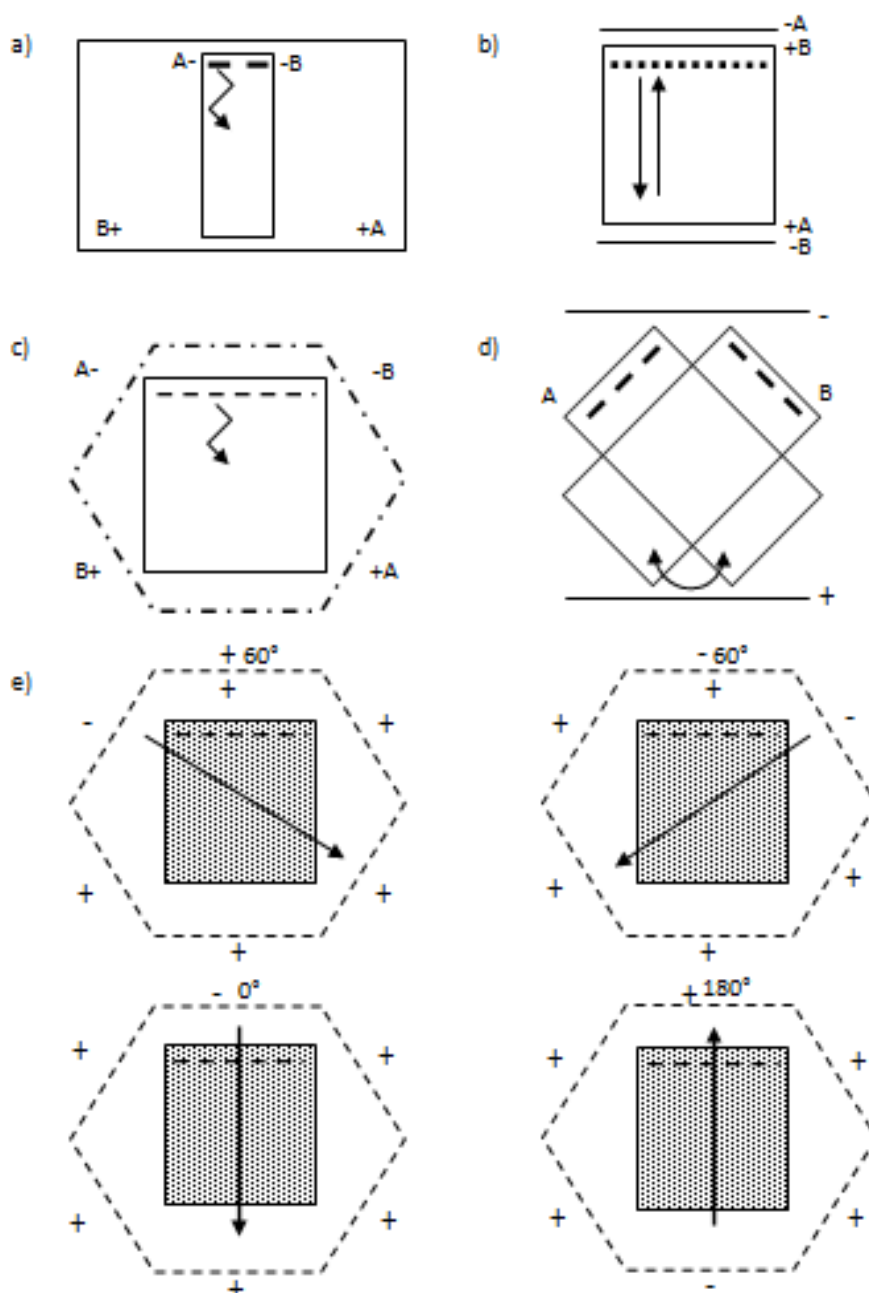 a)
A-
-B
B+
+A
b)
-A
+B
+A
-B
c)
A-
-B
B+
+A
d)
-
A
B
+
e)
+ 60°
+
-
+
+
+
+
- 60°
+
+
-
+
+
+
- 0°
+
+
+
+
+
+ 180°
+
+
+
+
-